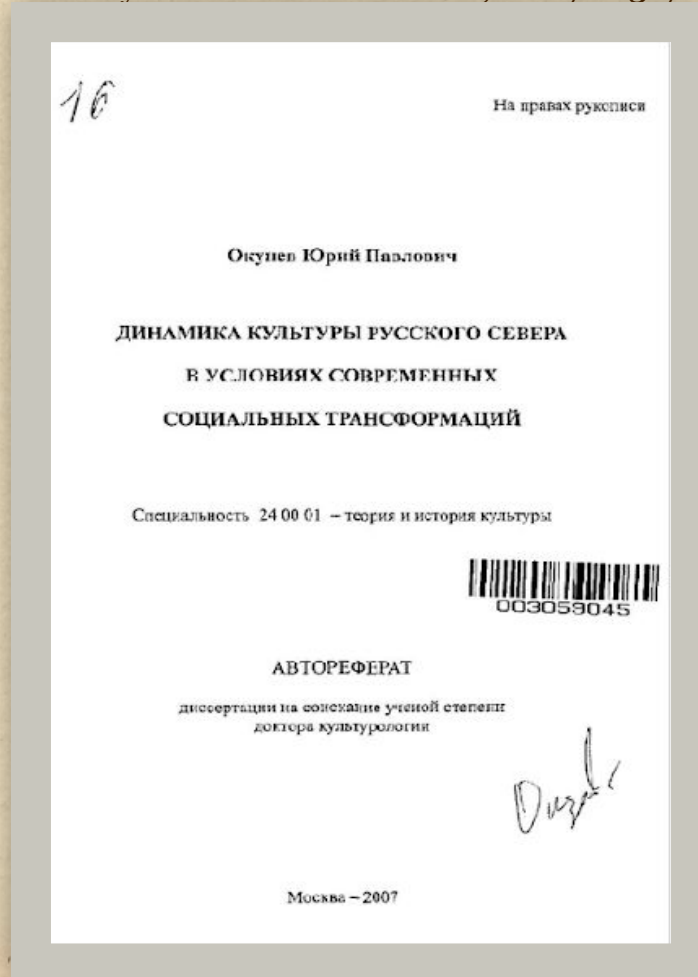 16
На правах рукописи
Окунев Юрий Павлович
ДИНАМИКА КУЛЬТУРЫ РУССКОГО СЕВЕРА
В УСЛОВИЯХ СОВРЕМЕННЫХ
СОЦИАЛЬНЫХ ТРАНСФОРМАЦИЙ
Специальность 24 00 01 – теория и история культуры
003059045
АВТОРЕФЕРАТ
диссертации на соискание ученой степени
доктора культурологии
Москва – 2007